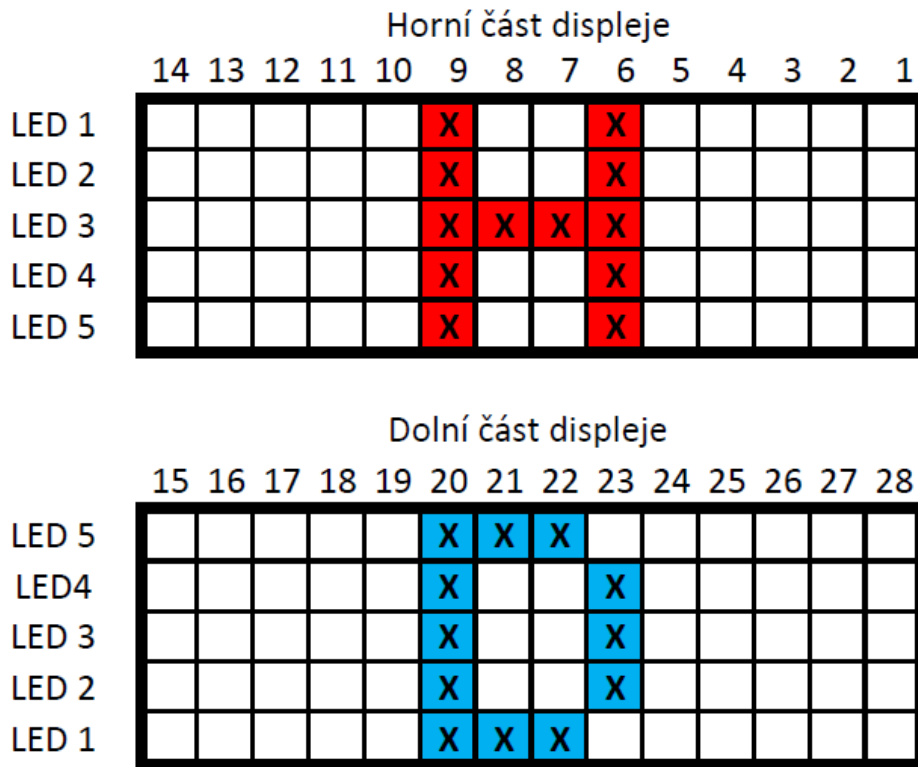 Horní část displeje
14 13 12 11 10 9 8 7 6 5 4 3 2 1
LED 1 X X
LED 2 X X
LED 3 X X X X
LED 4 X X
LED 5 X X
Dolní část displeje
15 16 17 18 19 20 21 22 23 24 25 26 27 28
LED 5 X X X
LED4 X X
LED 3 X X
LED 2 X X
LED 1 X X X